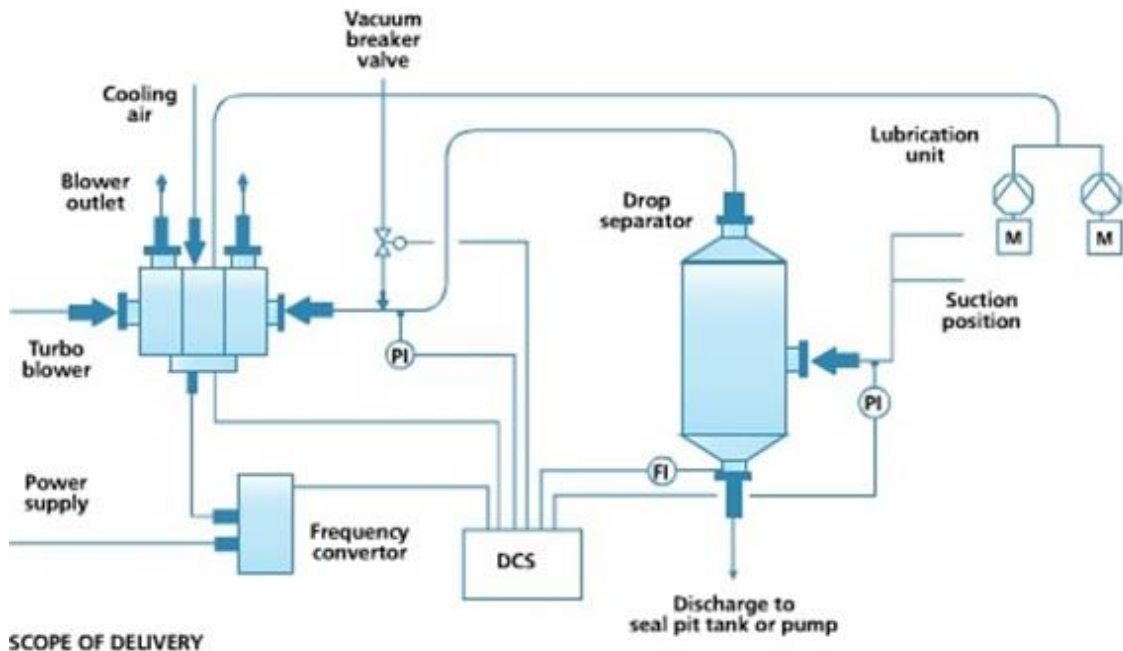 Vacuum
breaker
valve
Cooling
air
Lubrication
unit
Blower
outlet
Drop
separator
M
M
Suction
position
Turbo
blower
PI
PI
Power
supply
FI
Frequency
convertor
DCS
Discharge to
seal pit tank or pump
SCOPE OF DELIVERY